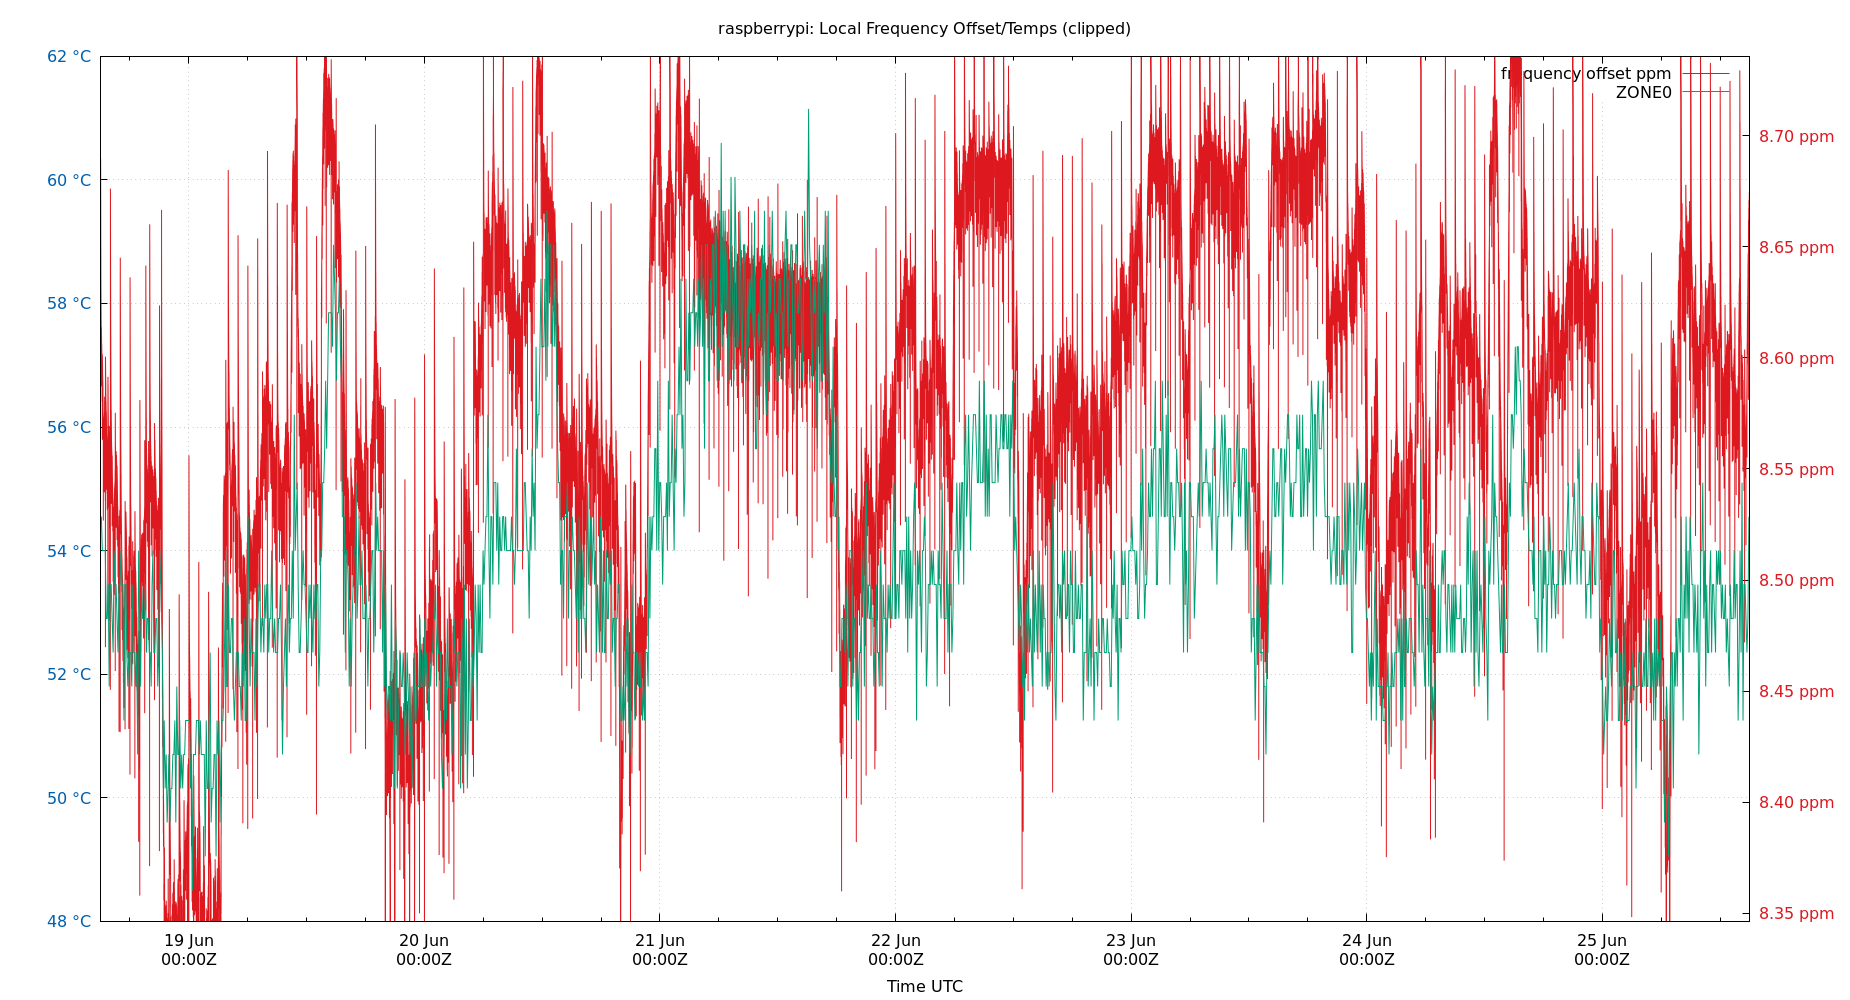 raspberrypi: Local Frequency Offset/Temps (clipped)
62 °C
60 °C
58 °C
56 °C
54 °C
52 °C
50 °C
48 °C
frequency offset ppm
ZONE0
8.70 ppm
8.65 ppm
8.60 ppm
8.55 ppm
8.50 ppm
8.45 ppm
8.40 ppm
8.35 ppm
19 Jun 20 Jun 21 Jun 22 Jun 23 Jun 24 Jun 25 Jun
00:00Z 00:00Z 00:00Z 00:00Z 00:00Z 00:00Z 00:00Z
Time UTC